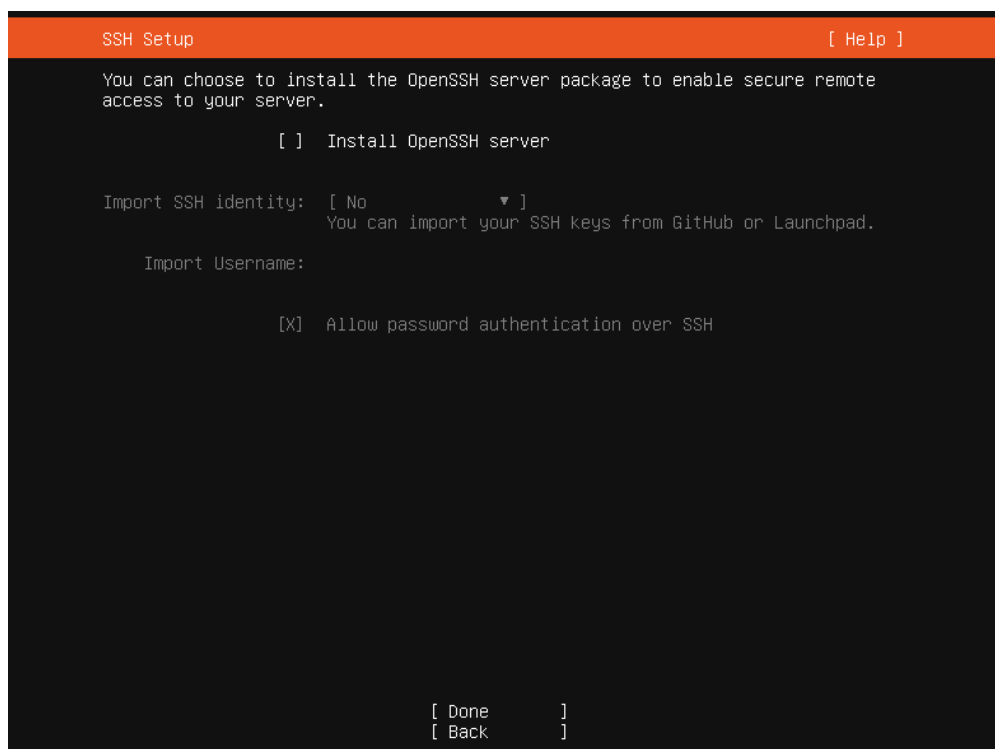 SSH Setup [ Help ]
You can choose to install the OpenSSH server package to enable secure remote
access to your server.
[ ] Install OpenSSH server
Import SSH identity: [ No ▾ ]
You can import your SSH keys from GitHub or Launchpad.
Import Username:
[X] Allow password authentication over SSH
[ Done ]
[ Back ]